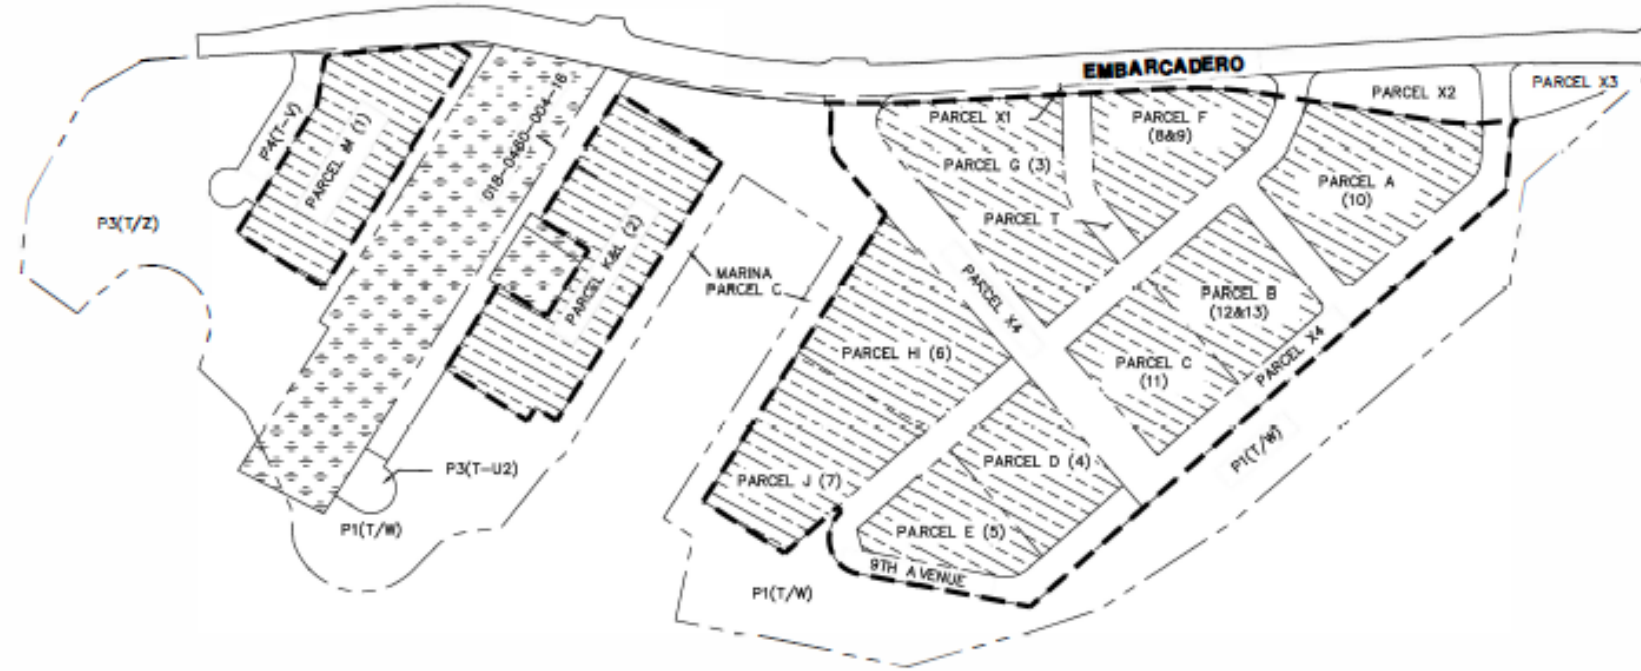 EMBARCADERO
PARCEL X3
PARCEL X2
PARCEL X1
PARCEL F
(8&9)
P4(T-V)
PARCEL M (1)
018-0460-004-16
PARCEL G (3)
PARCEL A
(10)
P3(T/Z)
PARCEL T
PARCEL K&L (2)
MARINA
PARCEL C
PARCEL X4
PARCEL B
(12&13)
PARCEL HI (6)
PARCEL C
(11)
PARCEL X4
P3(T-U2)
PARCEL D (4)
P1(T/W)
PARCEL J (7)
P1(T/W)
PARCEL E (5)
9TH AVENUE
P1(T/W)